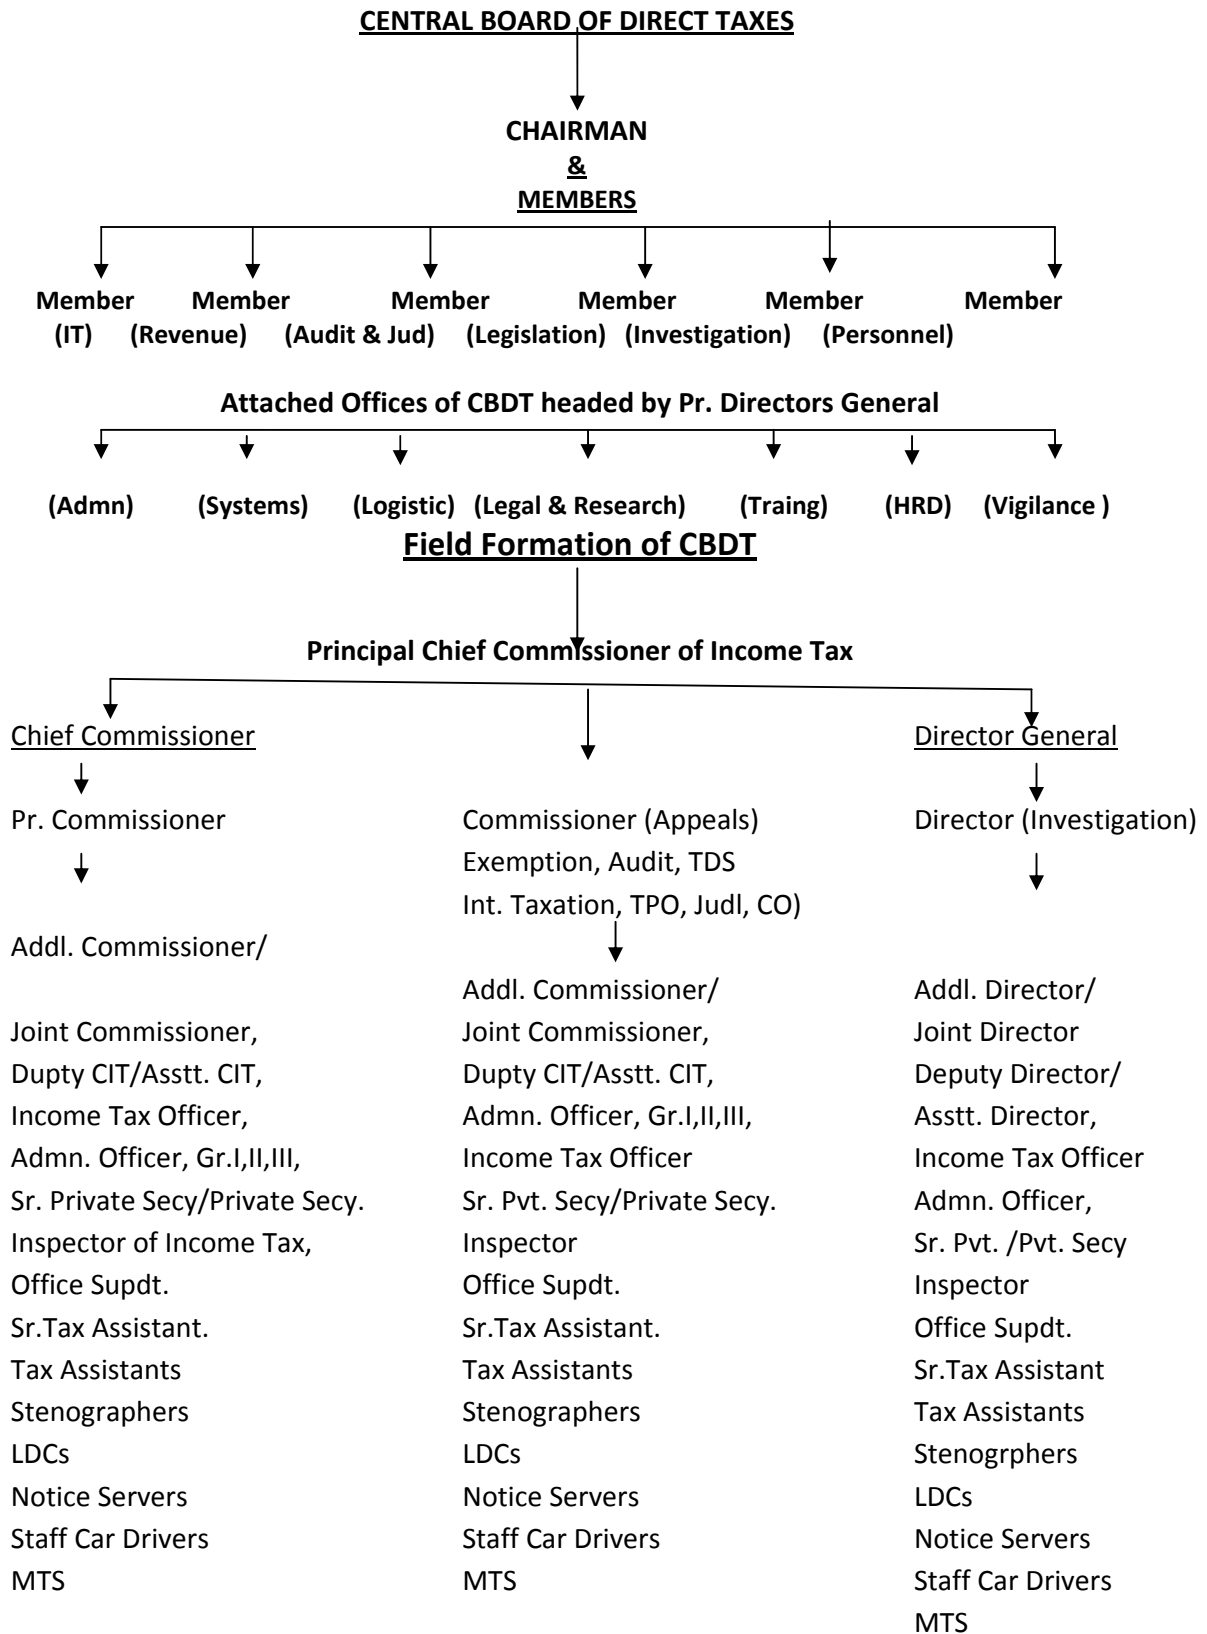 CENTRAL BOARD OF DIRECT TAXES
CHAIRMAN
&
MEMBERS
Member Member Member Member Member Member
(IT) (Revenue) (Audit & Jud) (Legislation) (Investigation) (Personnel)
Attached Offices of CBDT headed by Pr. Directors General
(Admn) (Systems) (Logistic) (Legal & Research) (Traing) (HRD) (Vigilance )
Field Formation of CBDT
Principal Chief Commissioner of Income Tax
Chief Commissioner Director General
Pr. Commissioner Commissioner (Appeals) Director (Investigation)
Exemption, Audit, TDS
Int. Taxation, TPO, Judl, CO)
Addl. Commissioner/
Addl. Commissioner/ Addl. Director/
Joint Commissioner, Joint Commissioner, Joint Director
Dupty CIT/Asstt. CIT, Dupty CIT/Asstt. CIT, Deputy Director/
Income Tax Officer, Admn. Officer, Gr.I,II,III, Asstt. Director,
Admn. Officer, Gr.I,II,III, Income Tax Officer Income Tax Officer
Sr. Private Secy/Private Secy. Sr. Pvt. Secy/Private Secy. Admn. Officer,
Inspector of Income Tax, Inspector Sr. Pvt. /Pvt. Secy
Office Supdt. Office Supdt. Inspector
Sr.Tax Assistant. Sr.Tax Assistant. Office Supdt.
Tax Assistants Tax Assistants Sr.Tax Assistant
Stenographers Stenographers Tax Assistants
LDCs LDCs Stenogrphers
Notice Servers Notice Servers LDCs
Staff Car Drivers Staff Car Drivers Notice Servers
MTS MTS Staff Car Drivers
MTS